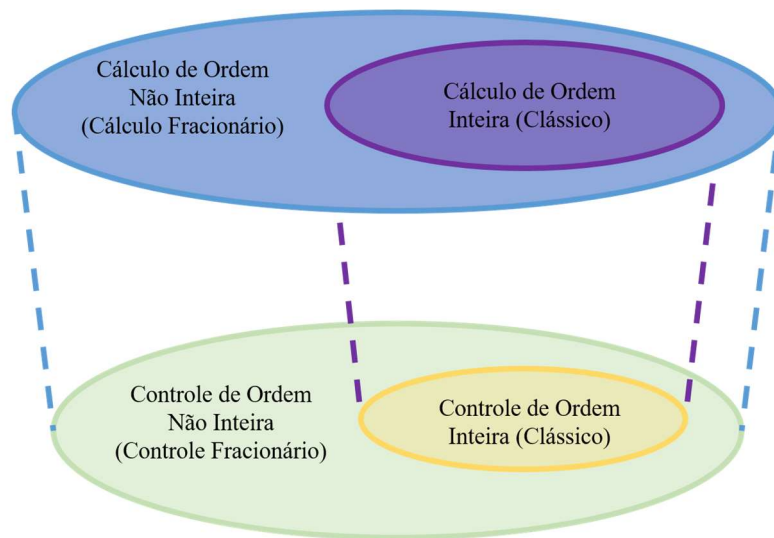 Cálculo de Ordem
Não Inteira
(Cálculo Fracionário)
Cálculo de Ordem
Inteira (Clássico)
Controle de Ordem
Não Inteira
(Controle Fracionário)
Controle de Ordem
Inteira (Clássico)